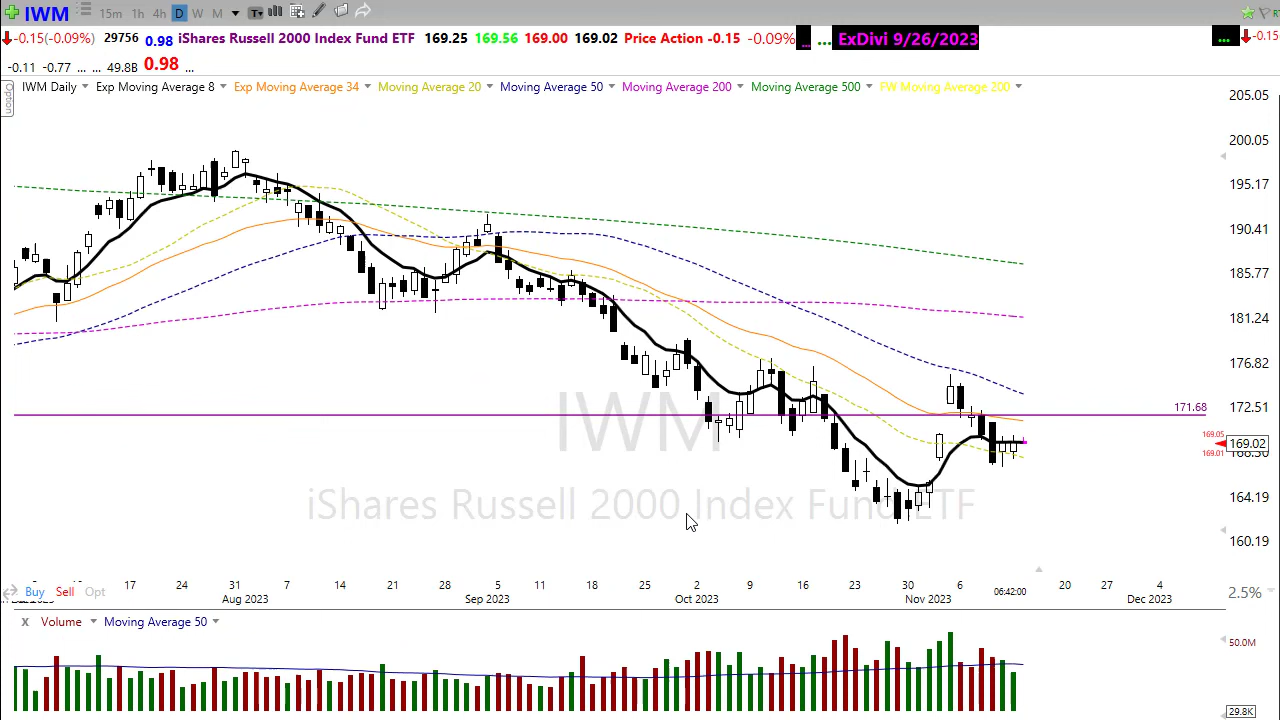 IWM 15m 1h 4h D W M T
-0.15(-0.09%) 29756 0.98 iShares Russell 2000 Index Fund ETF 169.25 169.56 169.00 169.02 Price Action -0.15 -0.09% ... ... ExDivi 9/26/2023 ... -0.15
-0.11 -0.77 ... ... 49.8B 0.98 ...
Option
IWM Daily Exp Moving Average 8 Exp Moving Average 34 Moving Average 20 Moving Average 50 Moving Average 200 Moving Average 500 FW Moving Average 200
205.05
200.05
195.17
190.41
185.77
181.24
176.82
172.51
171.68
169.05
169.02
169.01
164.19
160.19
IWM
iShares Russell 2000 Index Fund ETF
17 24 31 7 14 21 28 5 11 18 25 2 9 16 23 30 6 06:42:00 20 27 4
Aug 2023 Sep 2023 Oct 2023 Nov 2023 Dec 2023
Buy Sell Opt 2.5%
X Volume Moving Average 50
50.0M
29.8K